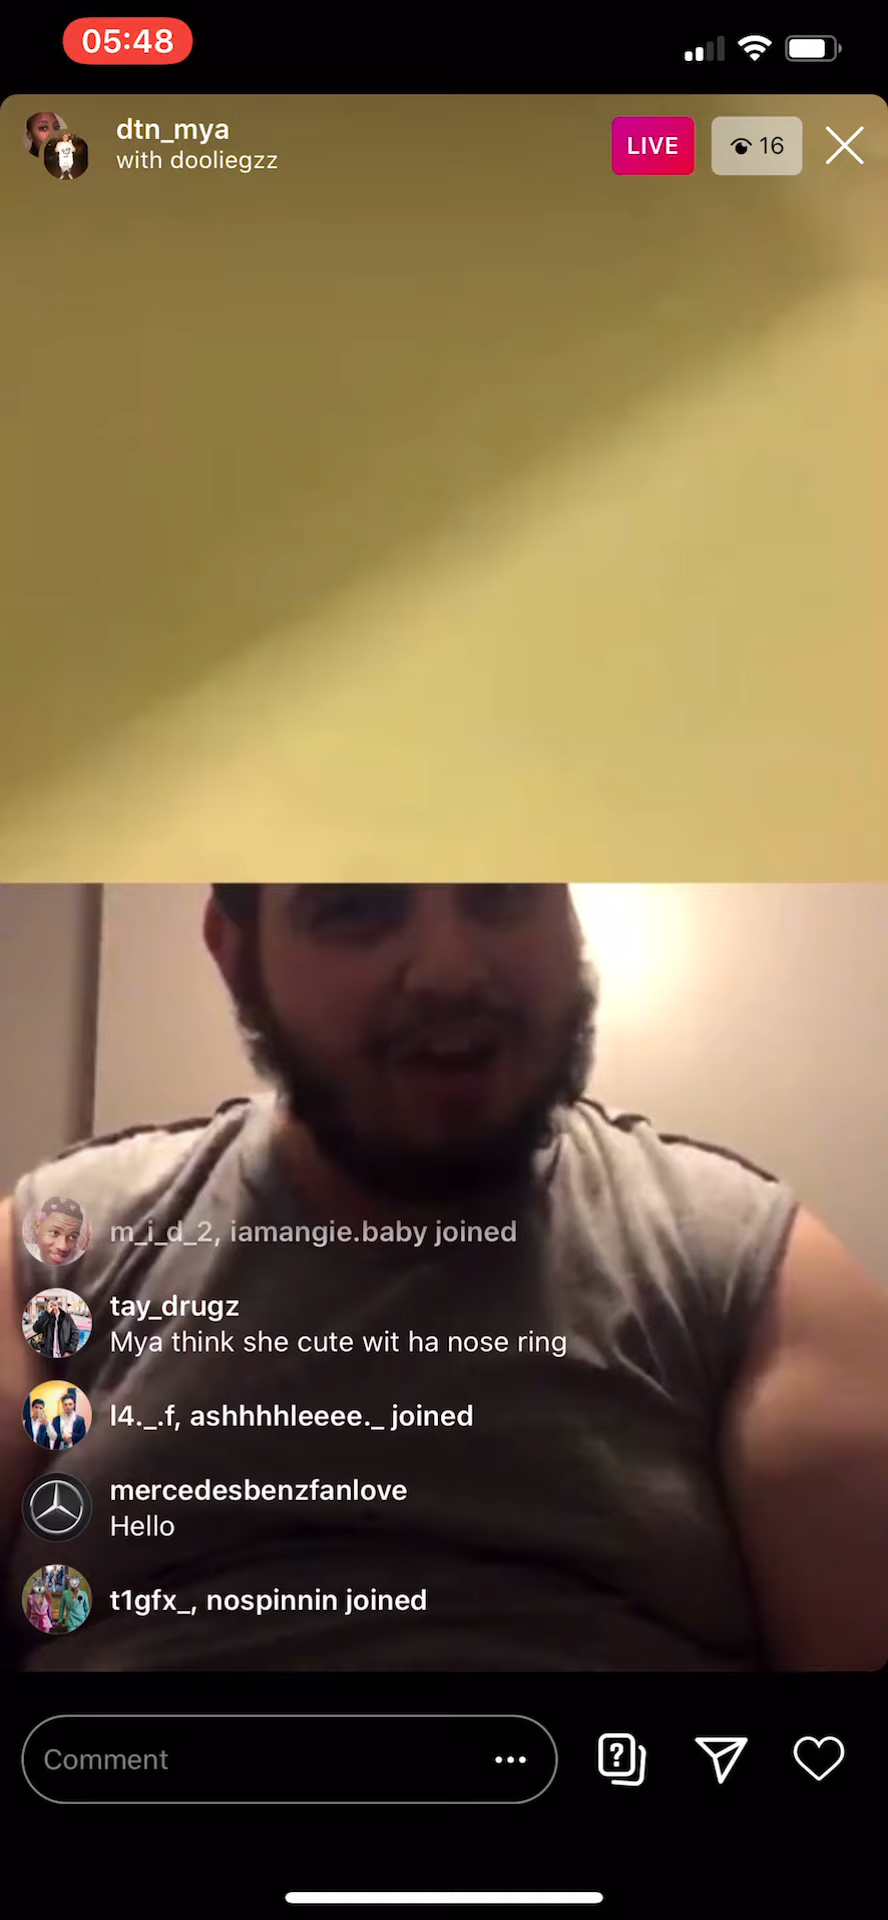 05:48
dtn_mya
with dooliegzz
LIVE
16
m_i_d_2, iamangie.baby joined
tay_drugz
Mya think she cute wit ha nose ring
l4._.f, ashhhhleeee._ joined
mercedesbenzfanlove
Hello
t1gfx_, nospinnin joined
Comment